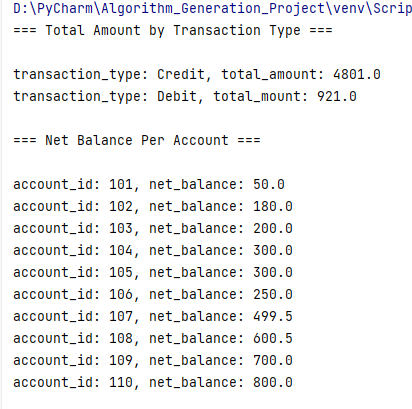 D:\PyCharm\Algorithm_Generation_Project\venv\Scrip
=== Total Amount by Transaction Type ===
transaction_type: Credit, total_amount: 4801.0
transaction_type: Debit, total_mount: 921.0
=== Net Balance Per Account ===
account_id: 101, net_balance: 50.0
account_id: 102, net_balance: 180.0
account_id: 103, net_balance: 200.0
account_id: 104, net_balance: 300.0
account_id: 105, net_balance: 300.0
account_id: 106, net_balance: 250.0
account_id: 107, net_balance: 499.5
account_id: 108, net_balance: 600.5
account_id: 109, net_balance: 700.0
account_id: 110, net_balance: 800.0